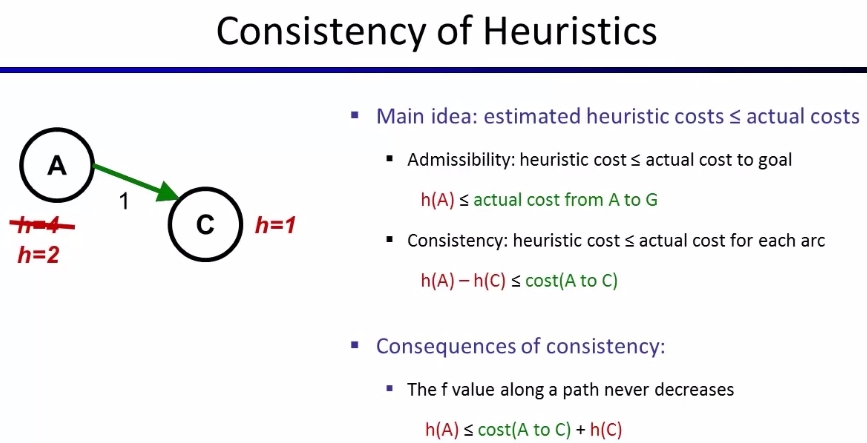 Consistency of Heuristics
A
1
h=4
h=2
C
h=1
Main idea: estimated heuristic costs ≤ actual costs
Admissibility: heuristic cost ≤ actual cost to goal
h(A) ≤ actual cost from A to G
Consistency: heuristic cost ≤ actual cost for each arc
h(A) – h(C) ≤ cost(A to C)
Consequences of consistency:
The f value along a path never decreases
h(A) ≤ cost(A to C) + h(C)